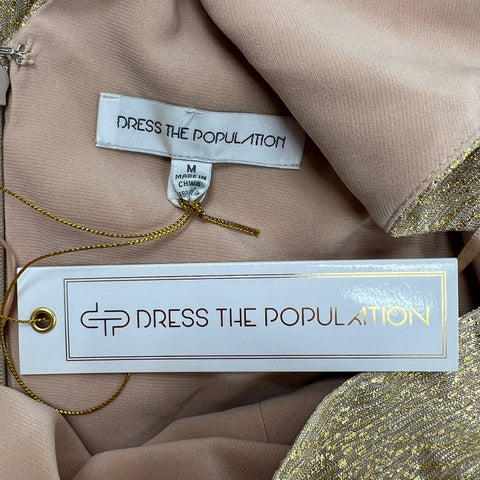 DRESS THE POPULATION
M
MADE IN
CHINA
DTP DRESS THE POPULATION